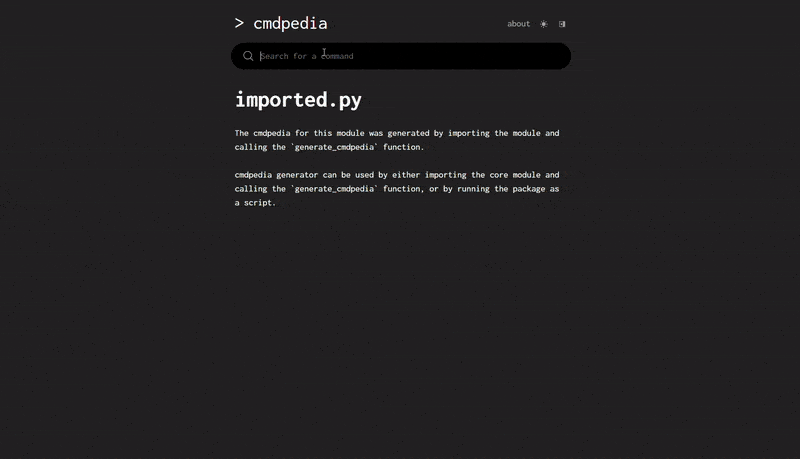 > cmdpedia
about
Search for a command
imported.py
The cmdpedia for this module was generated by importing the module and
calling the `generate_cmdpedia` function.
cmdpedia generator can be used by either importing the core module and
calling the `generate_cmdpedia` function, or by running the package as
a script.